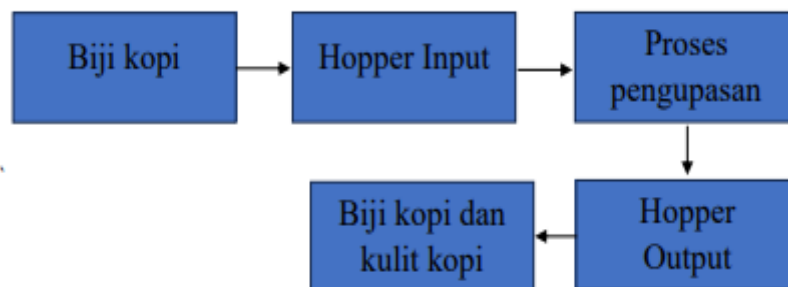 Biji kopi
Hopper Input
Proses
pengupasan
Hopper
Output
Biji kopi dan
kulit kopi